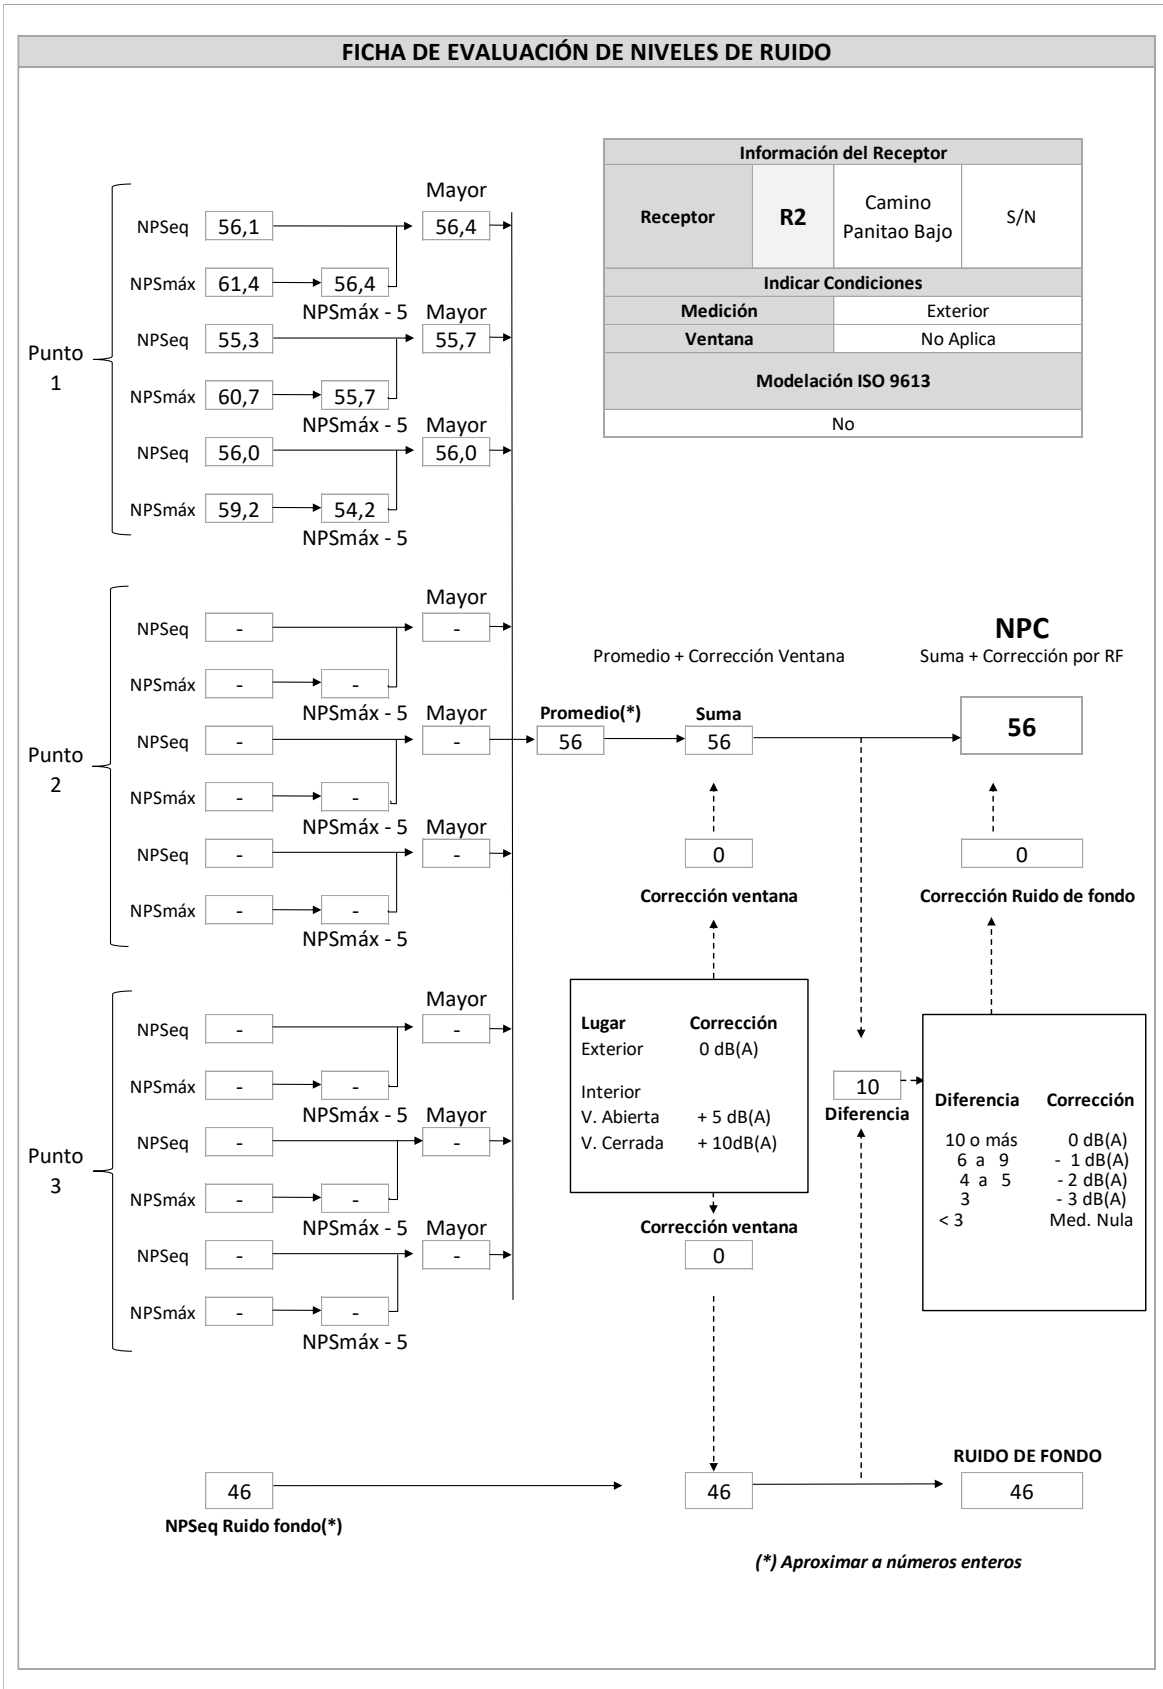 FICHA DE EVALUACIÓN DE NIVELES DE RUIDO
Información del Receptor
Receptor R2 Camino Panitao Bajo S/N
Indicar Condiciones
Medición Exterior
Ventana No Aplica
Modelación ISO 9613
No
Punto 1
Mayor
NPSeq 56,1 56,4
NPSmáx 61,4 56,4
NPSmáx - 5 Mayor
NPSeq 55,3 55,7
NPSmáx 60,7 55,7
NPSmáx - 5 Mayor
NPSeq 56,0 56,0
NPSmáx 59,2 54,2
NPSmáx - 5
Punto 2
Mayor
NPSeq - -
NPSmáx - -
NPSmáx - 5 Mayor
NPSeq - -
NPSmáx - -
NPSmáx - 5 Mayor
NPSeq - -
NPSmáx - -
NPSmáx - 5
Punto 3
Mayor
NPSeq - -
NPSmáx - -
NPSmáx - 5 Mayor
NPSeq - -
NPSmáx - -
NPSmáx - 5 Mayor
NPSeq - -
NPSmáx - -
NPSmáx - 5
NPC
Promedio + Corrección Ventana Suma + Corrección por RF
Promedio(*) Suma
56 56 56
0 0
Corrección ventana Corrección Ruido de fondo
Lugar Corrección
Exterior 0 dB(A)
Interior
V. Abierta + 5 dB(A)
V. Cerrada + 10dB(A)
Corrección ventana
0
10
Diferencia
Diferencia Corrección
10 o más 0 dB(A)
6 a 9 - 1 dB(A)
4 a 5 - 2 dB(A)
3 - 3 dB(A)
< 3 Med. Nula
RUIDO DE FONDO
46 46 46
NPSeq Ruido fondo(*)
(*) Aproximar a números enteros